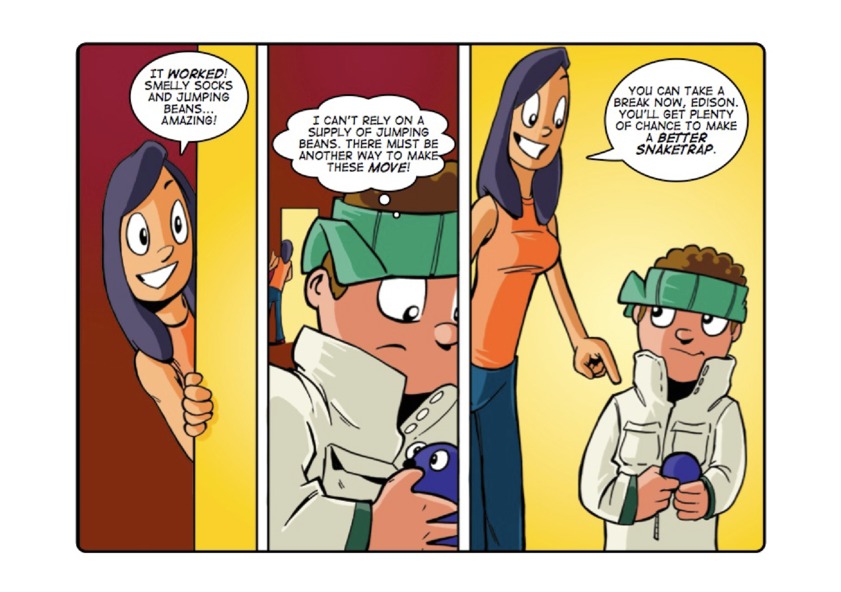 IT WORKED!
SMELLY SOCKS
AND JUMPING
BEANS...
AMAZING!
I CAN'T RELY ON A
SUPPLY OF JUMPING
BEANS. THERE MUST BE
ANOTHER WAY TO MAKE
THESE MOVE!
YOU CAN TAKE A
BREAK NOW, EDISON.
YOU'LL GET PLENTY
OF CHANCE TO MAKE
A BETTER
SNAKETRAP.